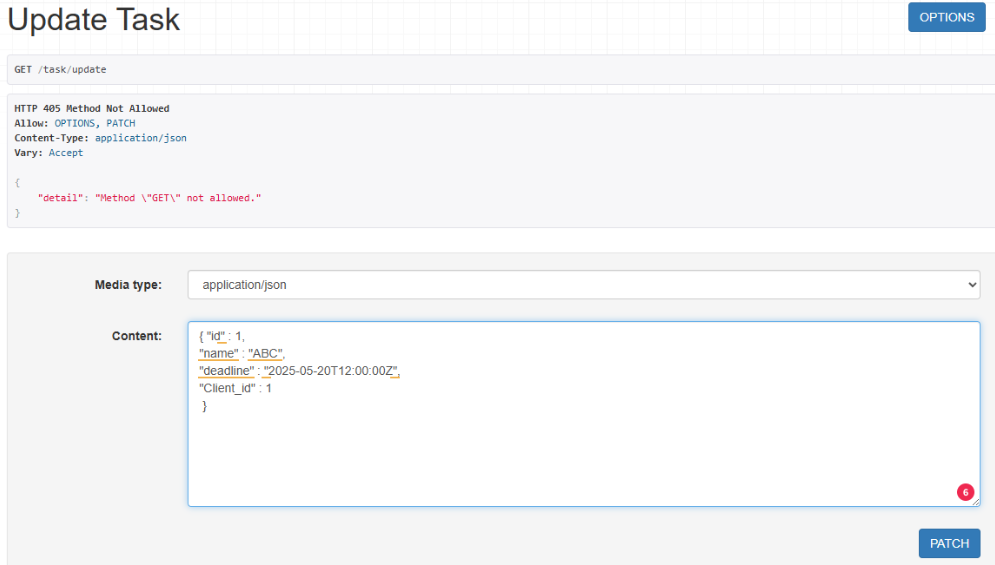 Update Task
OPTIONS
GET /task/update
HTTP 405 Method Not Allowed
Allow: OPTIONS, PATCH
Content-Type: application/json
Vary: Accept
{
"detail": "Method \"GET\" not allowed."
}
Media type:
application/json
Content:
{ "id" : 1,
"name" : "ABC",
"deadline" : "2025-05-20T12:00:00Z",
"Client_id" : 1
}
6
PATCH